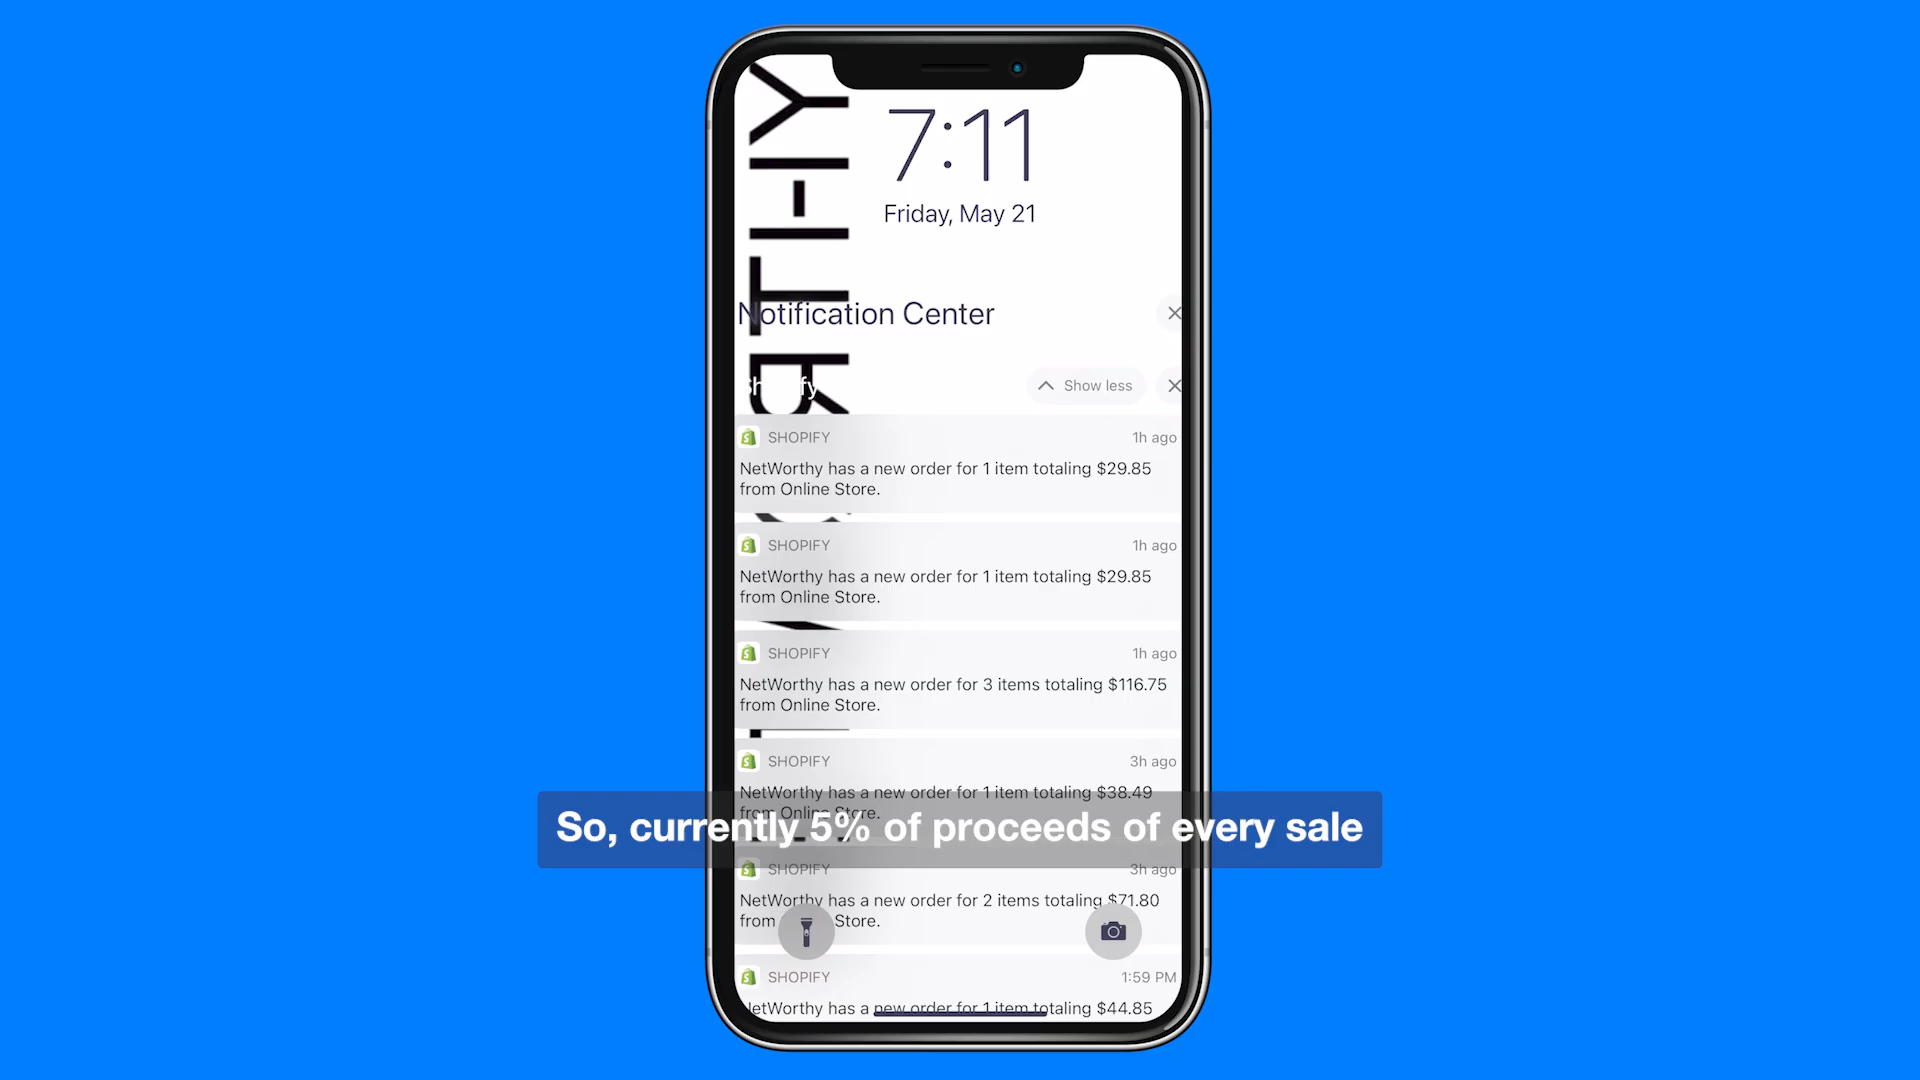 7:11
Friday, May 21
Notification Center
Shopify
Show less
SHOPIFY
1h ago
NetWorthy has a new order for 1 item totaling $29.85
from Online Store.
SHOPIFY
1h ago
NetWorthy has a new order for 1 item totaling $29.85
from Online Store.
SHOPIFY
1h ago
NetWorthy has a new order for 3 items totaling $116.75
from Online Store.
SHOPIFY
3h ago
NetWorthy has a new order for 1 item totaling $38.49
from Online Store.
So, currently 5% of proceeds of every sale
SHOPIFY
3h ago
NetWorthy has a new order for 2 items totaling $71.80
from Store.
SHOPIFY
1:59 PM
NetWorthy has a new order for 1 item totaling $44.85